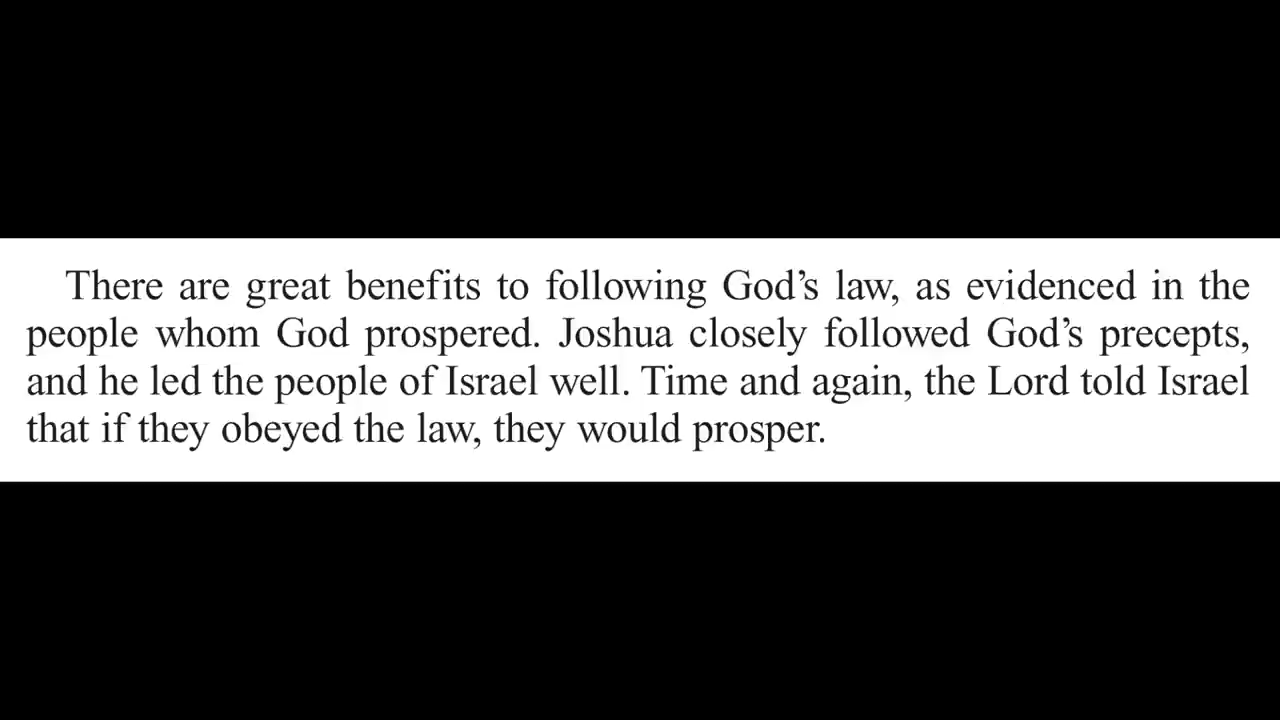 There are great benefits to following God’s law, as evidenced in the
people whom God prospered. Joshua closely followed God’s precepts,
and he led the people of Israel well. Time and again, the Lord told Israel
that if they obeyed the law, they would prosper.